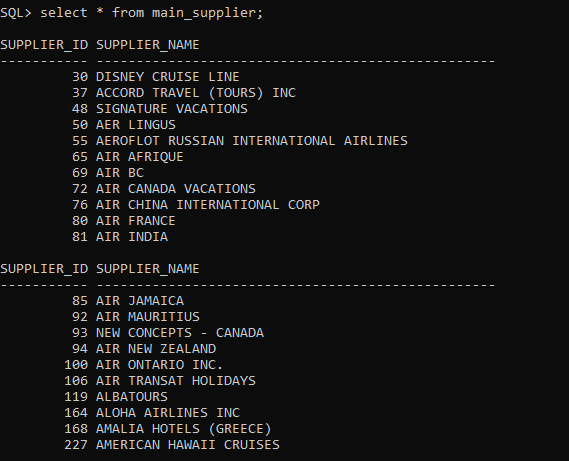 SQL> select * from main_supplier;
SUPPLIER_ID SUPPLIER_NAME
----------- --------------------------------------------------
30 DISNEY CRUISE LINE
37 ACCORD TRAVEL (TOURS) INC
48 SIGNATURE VACATIONS
50 AER LINGUS
55 AEROFLOT RUSSIAN INTERNATIONAL AIRLINES
65 AIR AFRIQUE
69 AIR BC
72 AIR CANADA VACATIONS
76 AIR CHINA INTERNATIONAL CORP
80 AIR FRANCE
81 AIR INDIA
SUPPLIER_ID SUPPLIER_NAME
----------- --------------------------------------------------
85 AIR JAMAICA
92 AIR MAURITIUS
93 NEW CONCEPTS - CANADA
94 AIR NEW ZEALAND
100 AIR ONTARIO INC.
106 AIR TRANSAT HOLIDAYS
119 ALBATOURS
164 ALOHA AIRLINES INC
168 AMALIA HOTELS (GREECE)
227 AMERICAN HAWAII CRUISES